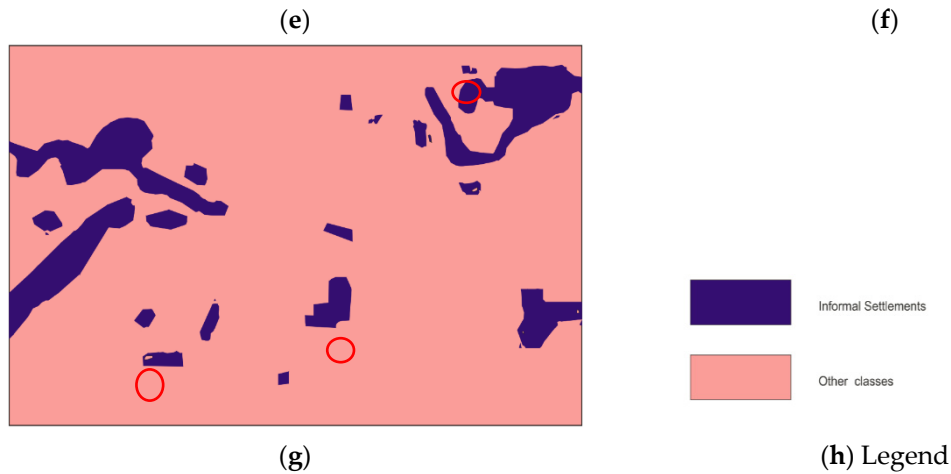 (e)
(f)
Informal Settlements
Other classes
(g)
(h) Legend